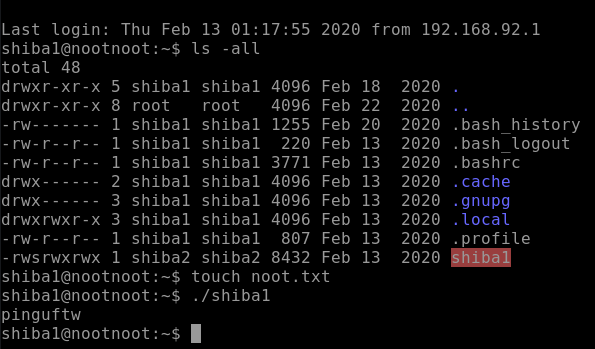 Last login: Thu Feb 13 01:17:55 2020 from 192.168.92.1
shiba1@nootnoot:~$ ls -all
total 48
drwxr-xr-x 5 shiba1 shiba1 4096 Feb 18  2020 .
drwxr-xr-x 8 root   root   4096 Feb 22  2020 ..
-rw------- 1 shiba1 shiba1 1255 Feb 20  2020 .bash_history
-rw-r--r-- 1 shiba1 shiba1  220 Feb 13  2020 .bash_logout
-rw-r--r-- 1 shiba1 shiba1 3771 Feb 13  2020 .bashrc
drwx------ 2 shiba1 shiba1 4096 Feb 13  2020 .cache
drwx------ 3 shiba1 shiba1 4096 Feb 13  2020 .gnupg
drwxrwxr-x 3 shiba1 shiba1 4096 Feb 13  2020 .local
-rw-r--r-- 1 shiba1 shiba1  807 Feb 13  2020 .profile
-rwsrwxrwx 1 shiba2 shiba2 8432 Feb 13  2020 shiba1
shiba1@nootnoot:~$ touch noot.txt
shiba1@nootnoot:~$ ./shiba1
pinguftw
shiba1@nootnoot:~$